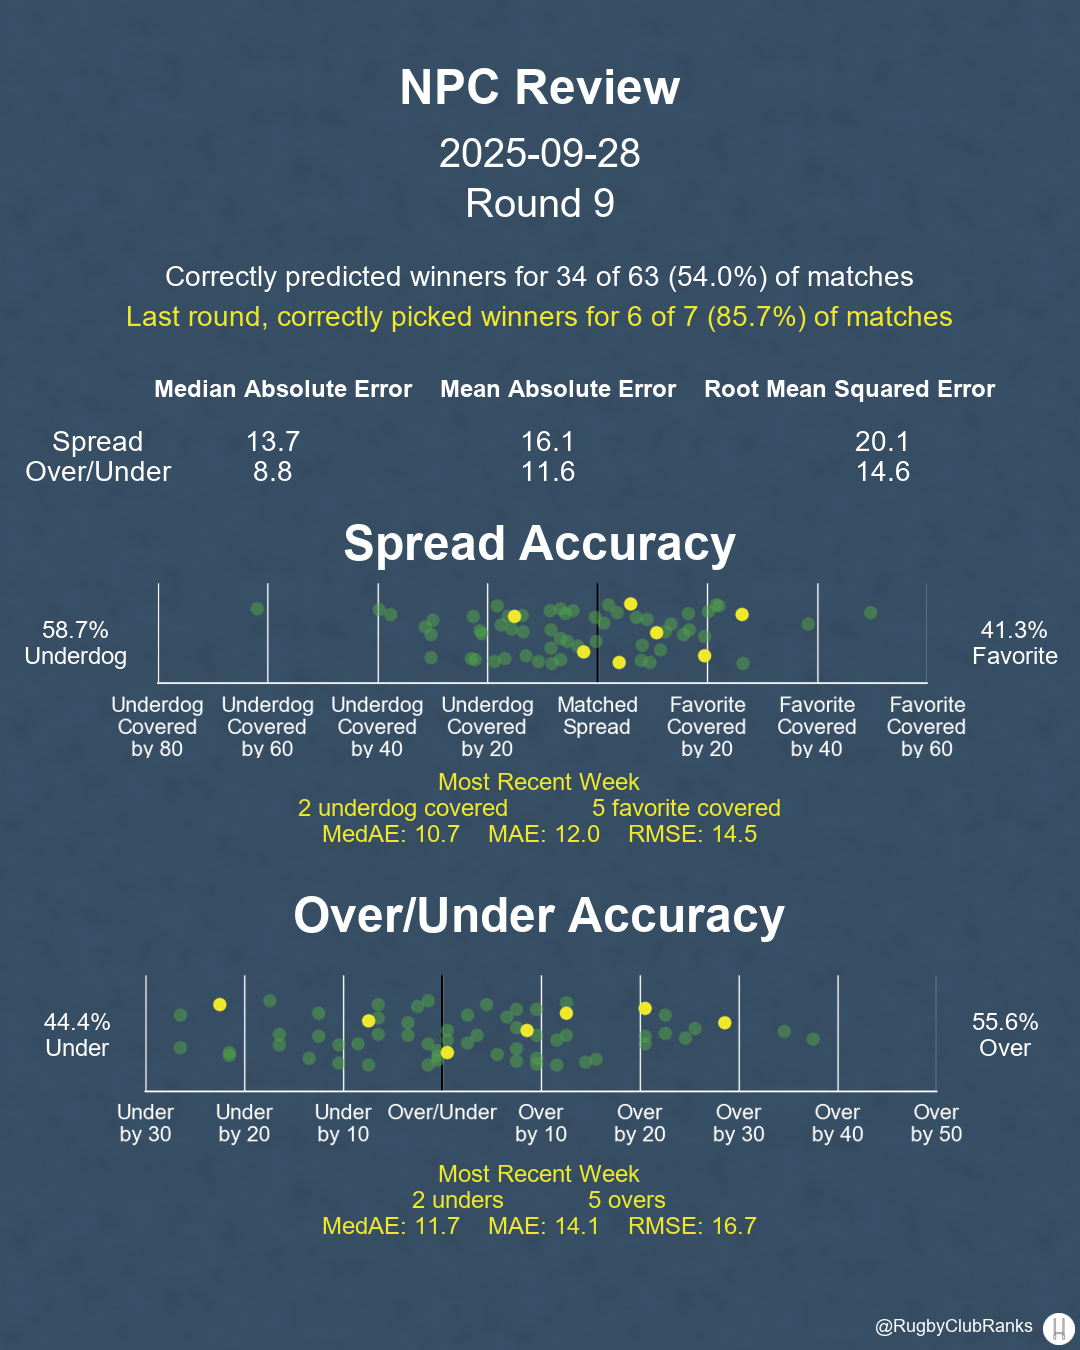 NPC Review
2025-09-28
Round 9
Correctly predicted winners for 34 of 63 (54.0%) of matches
Last round, correctly picked winners for 6 of 7 (85.7%) of matches
Median Absolute Error Mean Absolute Error Root Mean Squared Error
Spread 13.7 16.1 20.1
Over/Under 8.8 11.6 14.6
Spread Accuracy
58.7% 41.3%
Underdog Favorite
Underdog Underdog Underdog Underdog Matched Favorite Favorite Favorite
Covered Covered Covered Covered Spread Covered Covered Covered
by 80 by 60 by 40 by 20 by 20 by 40 by 60
Most Recent Week
2 underdog covered 5 favorite covered
MedAE: 10.7 MAE: 12.0 RMSE: 14.5
Over/Under Accuracy
44.4% 55.6%
Under Over
Under Under Under Over/Under Over Over Over Over Over
by 30 by 20 by 10 by 10 by 20 by 30 by 40 by 50
Most Recent Week
2 unders 5 overs
MedAE: 11.7 MAE: 14.1 RMSE: 16.7
@RugbyClubRanks